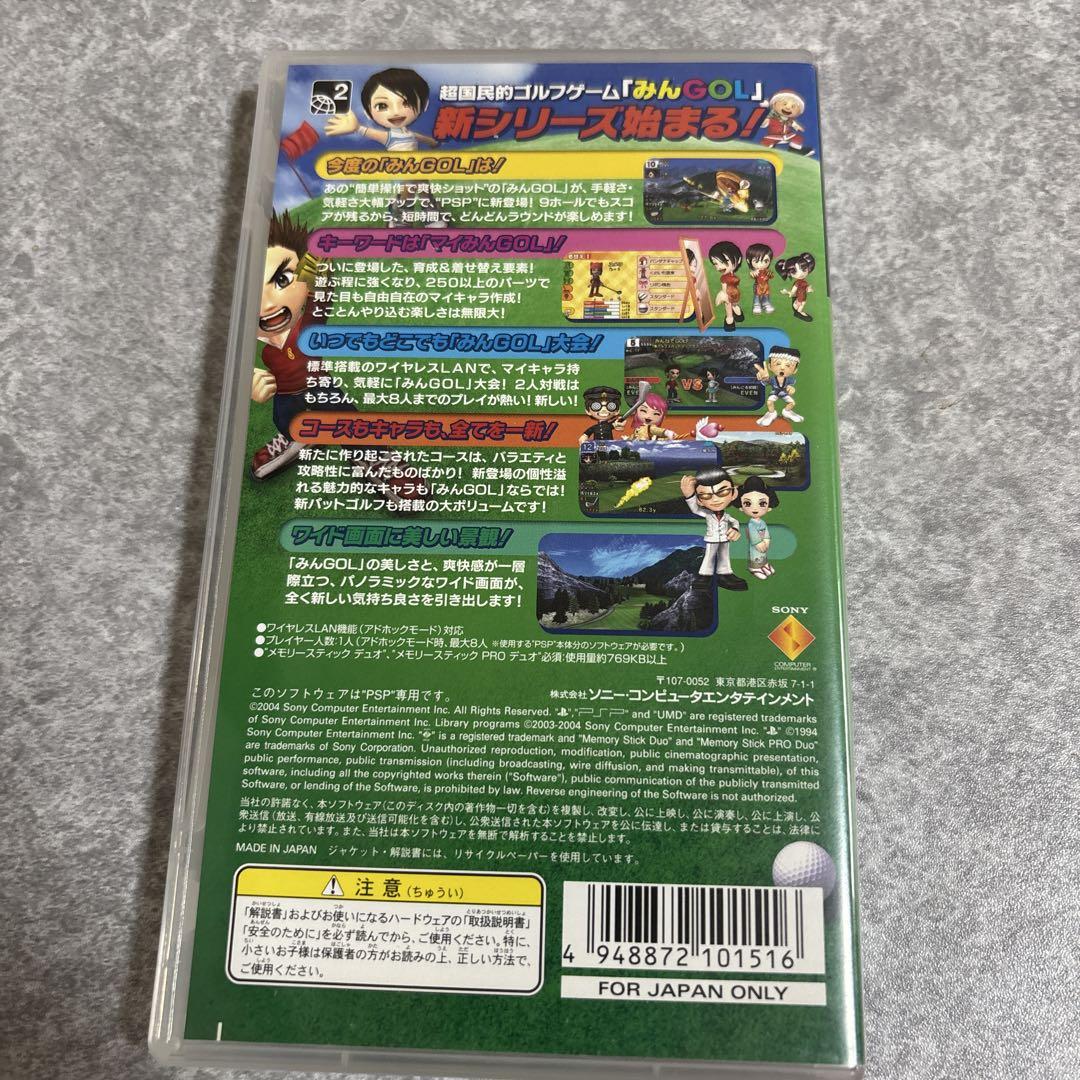 2
超国民的ゴルフゲーム「みんGOL」、
新シリーズ始まる!
今度の「みんGOL」は!
あの“簡単操作で爽快ショット”の「みんGOL」が、手軽さ・
気軽さ大幅アップで、“PSP”に新登場! 9ホールでもスコ
アが残るから、短時間で、どんどんラウンドが楽しめます!
キーワードは「マイみんGOL」!
ついに登場した、育成&着せ替え要素!
遊ぶ程に強くなり、250以上のパーツで
見た目も自由自在のマイキャラ作成!
とことんやり込む楽しさは無限大!
いつでもどこでも「みんGOL」大会!
標準搭載のワイヤレスLANで、マイキャラ持
ち寄り、気軽に「みんGOL」大会! 2人対戦は
もちろん、最大8人までのプレイが熱い! 新しい!
VS
EVEN
EVEN
コースもキャラも、全てを一新!
新たに作り起こされたコースは、バラエティと
攻略性に富んだものばかり! 新登場の個性溢
れる魅力的なキャラも「みんGOL」ならでは!
新パットゴルフも搭載の大ボリュームです!
ワイド画面に美しい景観!
「みんGOL」の美しさと、爽快感が一層
際立つ、パノラミックなワイド画面が、
全く新しい気持ち良さを引き出します!
●ワイヤレスLAN機能(アドホックモード)対応
●プレイヤー人数:1人(アドホックモード時、最大8人 ※使用する“PSP”本体分のソフトウェアが必要です。)
●“メモリースティック デュオ”、“メモリースティック PRO デュオ”必須:使用量約769KB以上
SONY
COMPUTER
ENTERTAINMENT®
〒107-0052 東京都港区赤坂 7-1-1
株式会社 ソニー・コンピュータエンタテインメント
このソフトウェアは“PSP”専用です。
©2004 Sony Computer Entertainment Inc. All Rights Reserved. " ", "PSP" and "UMD" are registered trademarks
of Sony Computer Entertainment Inc. Library programs ©2003-2004 Sony Computer Entertainment Inc. " " ©1994
Sony Computer Entertainment Inc. " " is a registered trademark and "Memory Stick Duo" and "Memory Stick PRO Duo"
are trademarks of Sony Corporation. Unauthorized reproduction, modification, public cinematographic presentation,
public performance, public transmission (including broadcasting, wire diffusion, and making transmittable), of this
software, including all the copyrighted works therein ("Software"), public communication of the publicly transmitted
Software, or lending of the Software, is prohibited by law. Reverse engineering of the Software is not authorized.
当社の許諾なく、本ソフトウェア(このディスク内の著作物一切を含む)を複製し、改変し、公に上映し、公に演奏し、公に上演し、公
衆送信(放送、有線放送及び送信可能化を含む)し、公衆送信された本ソフトウェアを公に伝達し、または貸与することは、法律に
より禁止されています。また、当社は本ソフトウェアを無断で解析することを禁止します。
MADE IN JAPAN ジャケット・解説書には、リサイクルペーパーを使用しています。
注意(ちゅうい)
「解説書」およびお使いになるハードウェアの「取扱説明書」
「安全のために」を必ず読んでから、ご使用ください。特に、
小さいお子様は保護者の方がお読みの上、正しい方法で、
ご使用ください。
4 948872 101516
FOR JAPAN ONLY